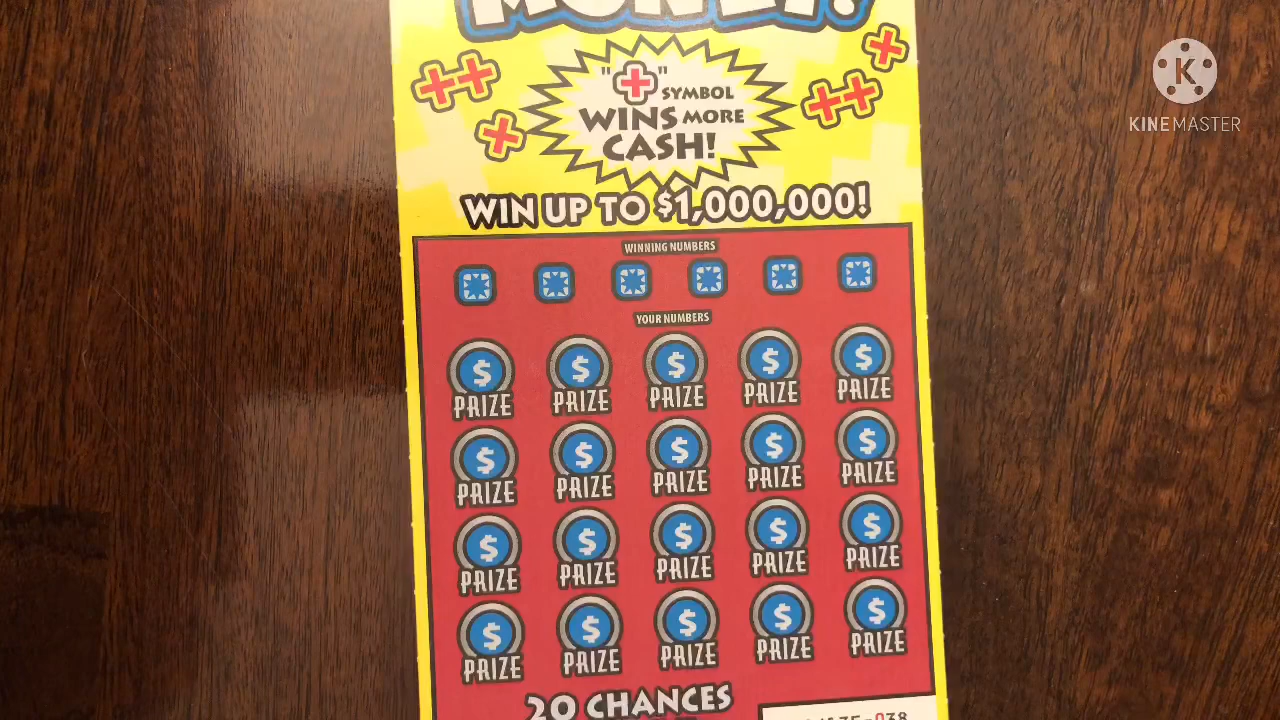 MONEY!
"+" SYMBOL
WINS MORE
CASH!
WIN UP TO $1,000,000!
WINNING NUMBERS
YOUR NUMBERS
$ $ $ $ $
PRIZE PRIZE PRIZE PRIZE PRIZE
$ $ $ $ $
PRIZE PRIZE PRIZE PRIZE PRIZE
$ $ $ $ $
PRIZE PRIZE PRIZE PRIZE PRIZE
$ $ $ $ $
PRIZE PRIZE PRIZE PRIZE PRIZE
20 CHANCES
K
KINEMASTER